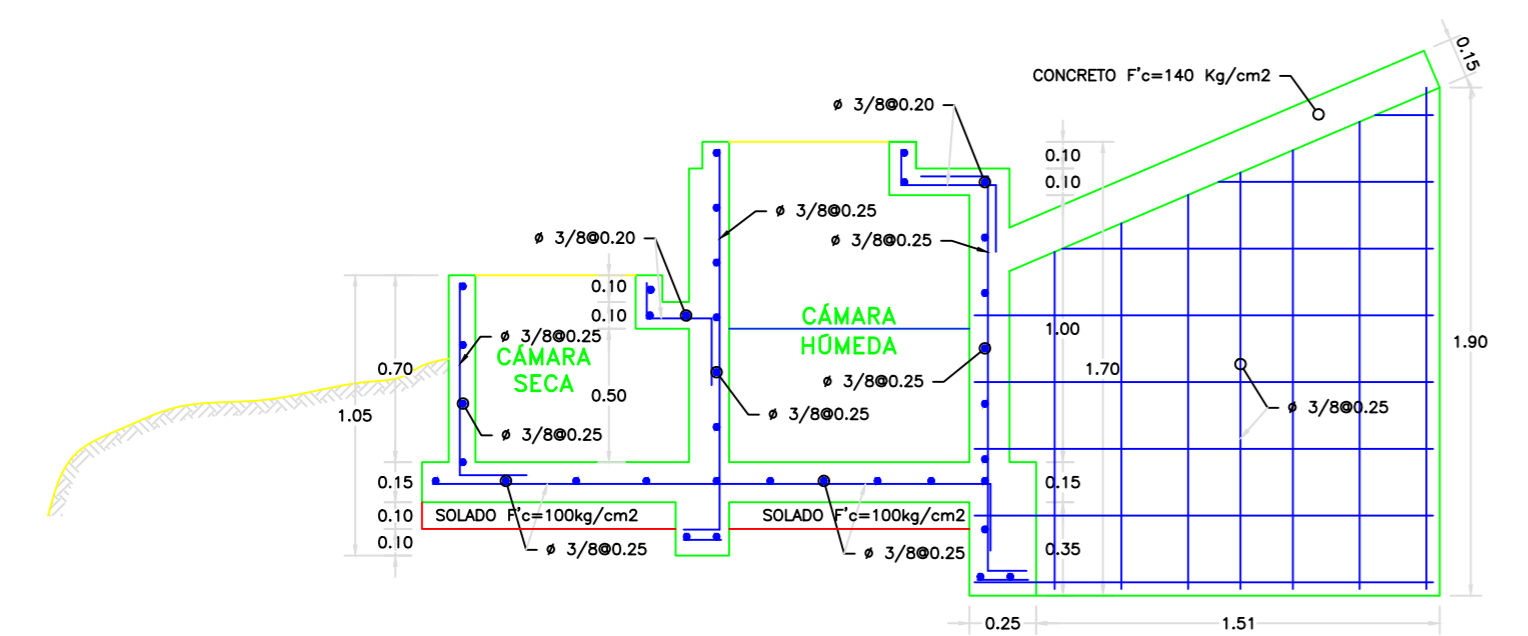 0.15
CONCRETO F'c=140 Kg/cm2
ø 3/8@0.20
0.10
0.10
ø 3/8@0.25
ø 3/8@0.20
ø 3/8@0.25
0.10
0.10
CÁMARA
HÚMEDA
1.00
ø 3/8@0.25
CÁMARA
SECA
0.70
1.70
1.90
ø 3/8@0.25
0.50
1.05
ø 3/8@0.25
ø 3/8@0.25
ø 3/8@0.25
0.15
0.15
0.10
SOLADO F'c=100kg/cm2
SOLADO F'c=100kg/cm2
0.10
ø 3/8@0.25
ø 3/8@0.25
0.35
0.25
1.51